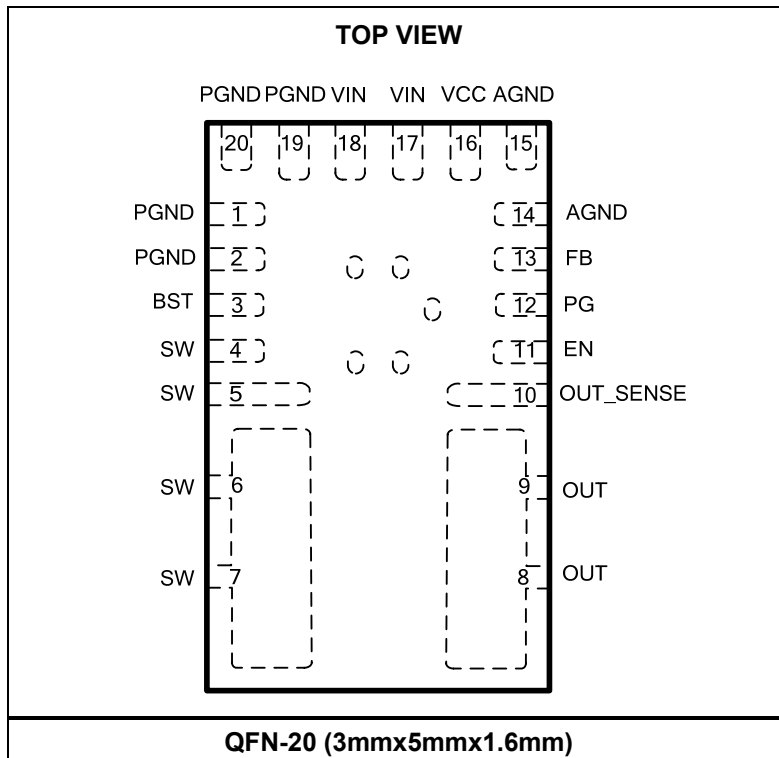 TOP VIEW
PGND PGND VIN VIN VCC AGND
20 19 18 17 16 15
PGND 1 14 AGND
PGND 2 13 FB
BST 3 12 PG
SW 4 11 EN
SW 5 10 OUT_SENSE
SW 6 9 OUT
SW 7 8 OUT
QFN-20 (3mmx5mmx1.6mm)